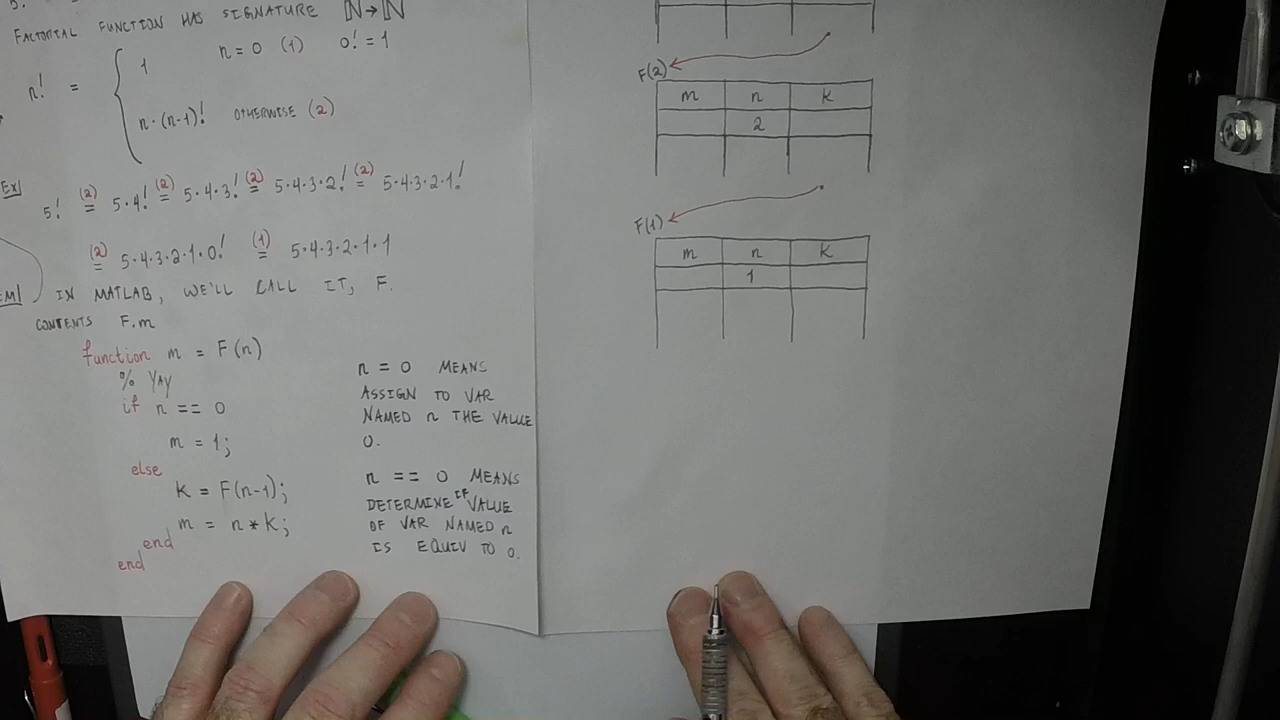 FACTORIAL FUNCTION HAS SIGNATURE ℕ→ℕ
n! = { 1 n = 0 (1) 0! = 1
n·(n-1)! OTHERWISE (2)
Ex|
5! (2)= 5·4! (2)= 5·4·3! (2)= 5·4·3·2! (2)= 5·4·3·2·1!
(2)= 5·4·3·2·1·0! (1)= 5·4·3·2·1·1
IN MATLAB, WE'LL CALL IT, F.
CONTENTS F.m
function m = F(n)
% YAY
if n == 0
m = 1;
else
k = F(n-1);
m = n*k;
end
end
n = 0 MEANS
ASSIGN TO VAR
NAMED n THE VALUE
0.
n == 0 MEANS
DETERMINE IF VALUE
OF VAR NAMED n
IS EQUIV TO 0.
F(2)
m n k
2
F(1)
m n k
1